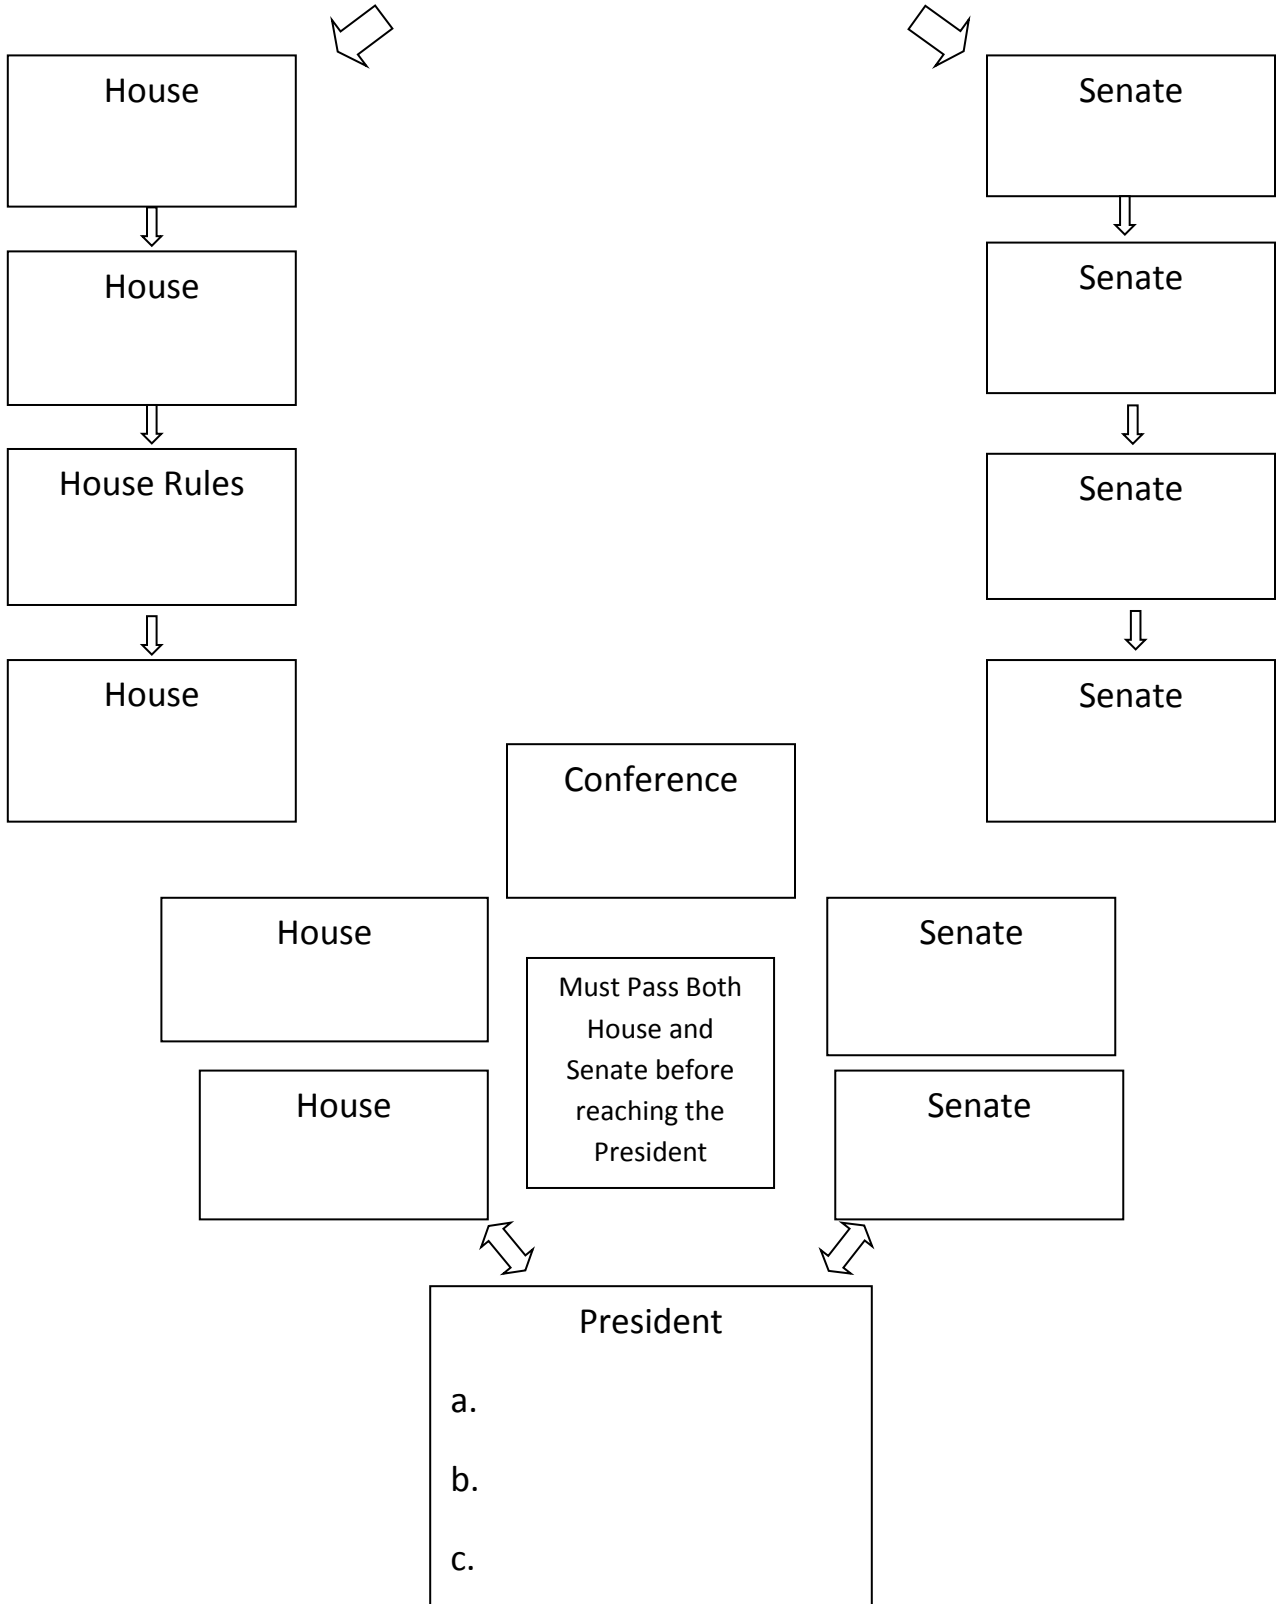 House
Senate
House
Senate
House Rules
Senate
House
Senate
Conference
House
Senate
Must Pass Both
House and
Senate before
reaching the
President
House
Senate
President
a.
b.
c.